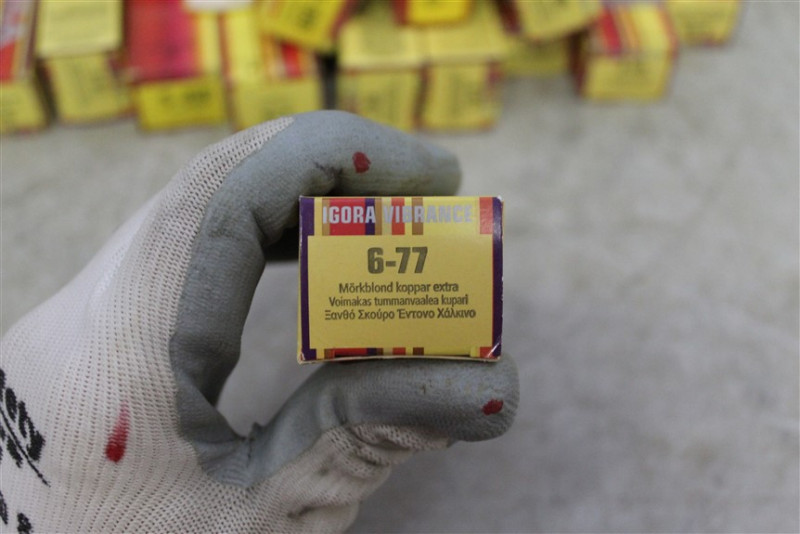 IGORA VIBRANCE
6-77
Mörkblond koppar extra
Voimakas tummanvaalea kupari
Ξανθό Σκούρο Έντονο Χάλκινο